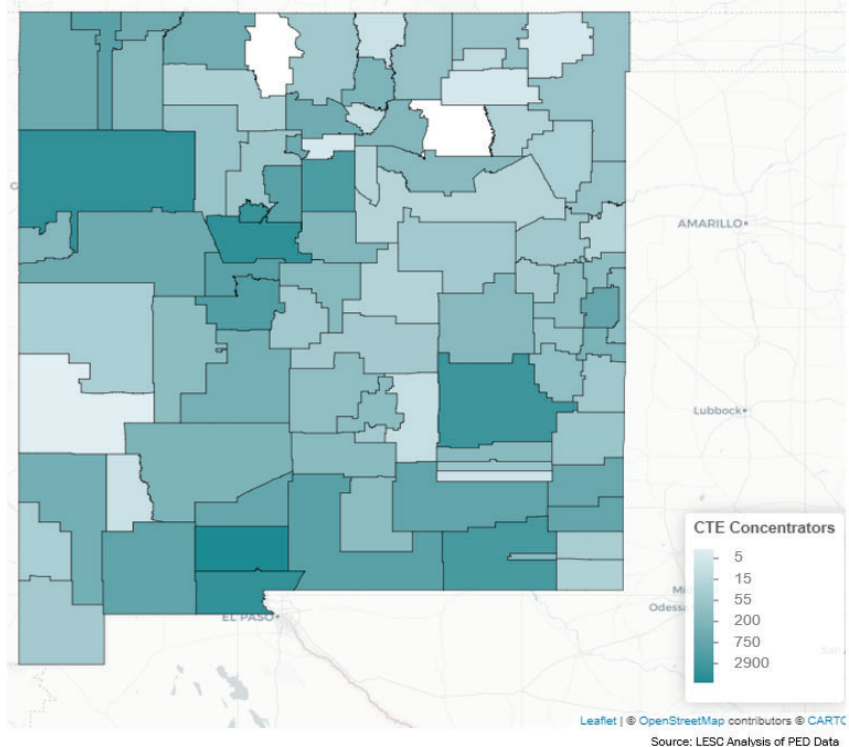 AMARILLO
Lubbock
CTE Concentrators
5
15
55
200
750
2900
Odessa
EL PASO
Leaflet | © OpenStreetMap contributors © CARTO
Source: LESC Analysis of PED Data